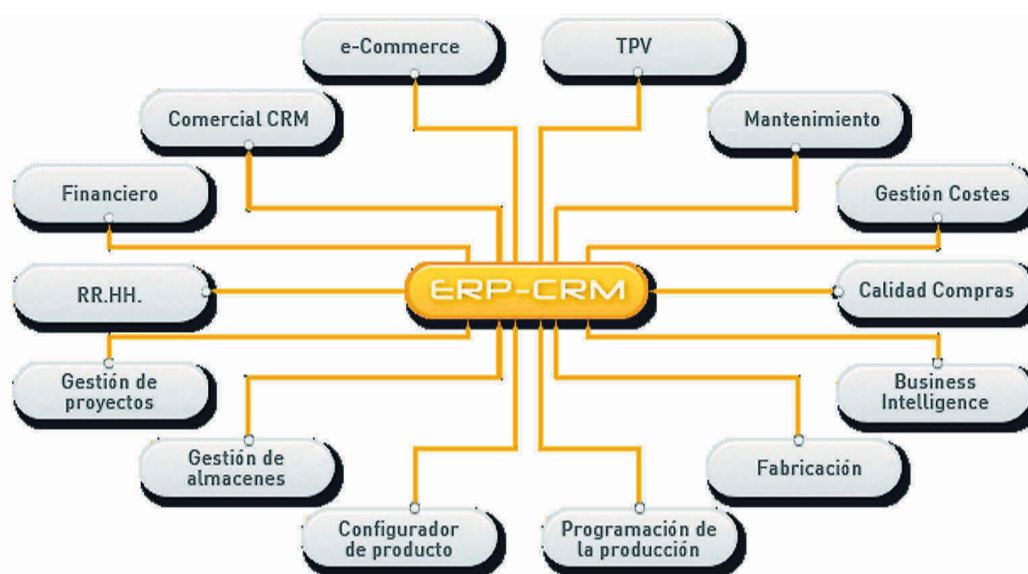 e-Commerce
TPV
Comercial CRM
Mantenimiento
Financiero
Gestión Costes
ERP-CRM
RR.HH.
Calidad Compras
Gestión de
proyectos
Business
Intelligence
Gestión de
almacenes
Fabricación
Configurador
de producto
Programación de
la producción